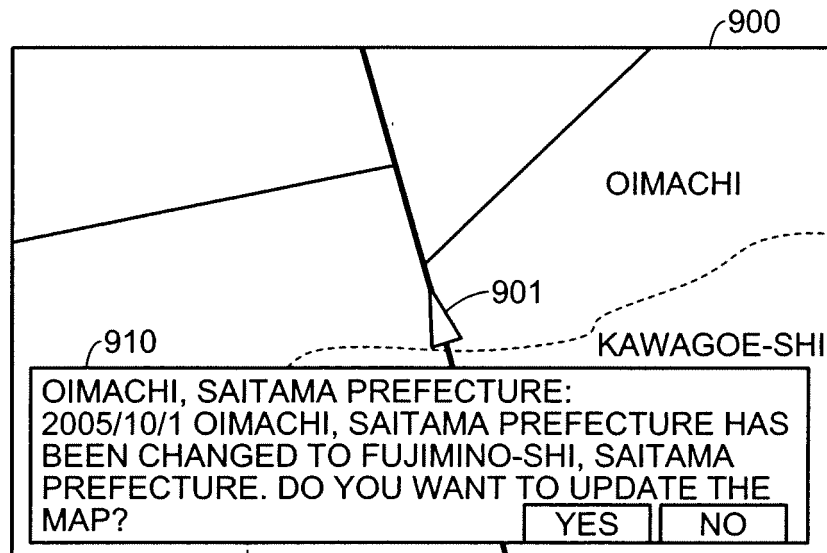 900
OIMACHI
901
KAWAGOE-SHI
910
OIMACHI, SAITAMA PREFECTURE:
2005/10/1 OIMACHI, SAITAMA PREFECTURE HAS
BEEN CHANGED TO FUJIMINO-SHI, SAITAMA
PREFECTURE. DO YOU WANT TO UPDATE THE
MAP?
YES NO